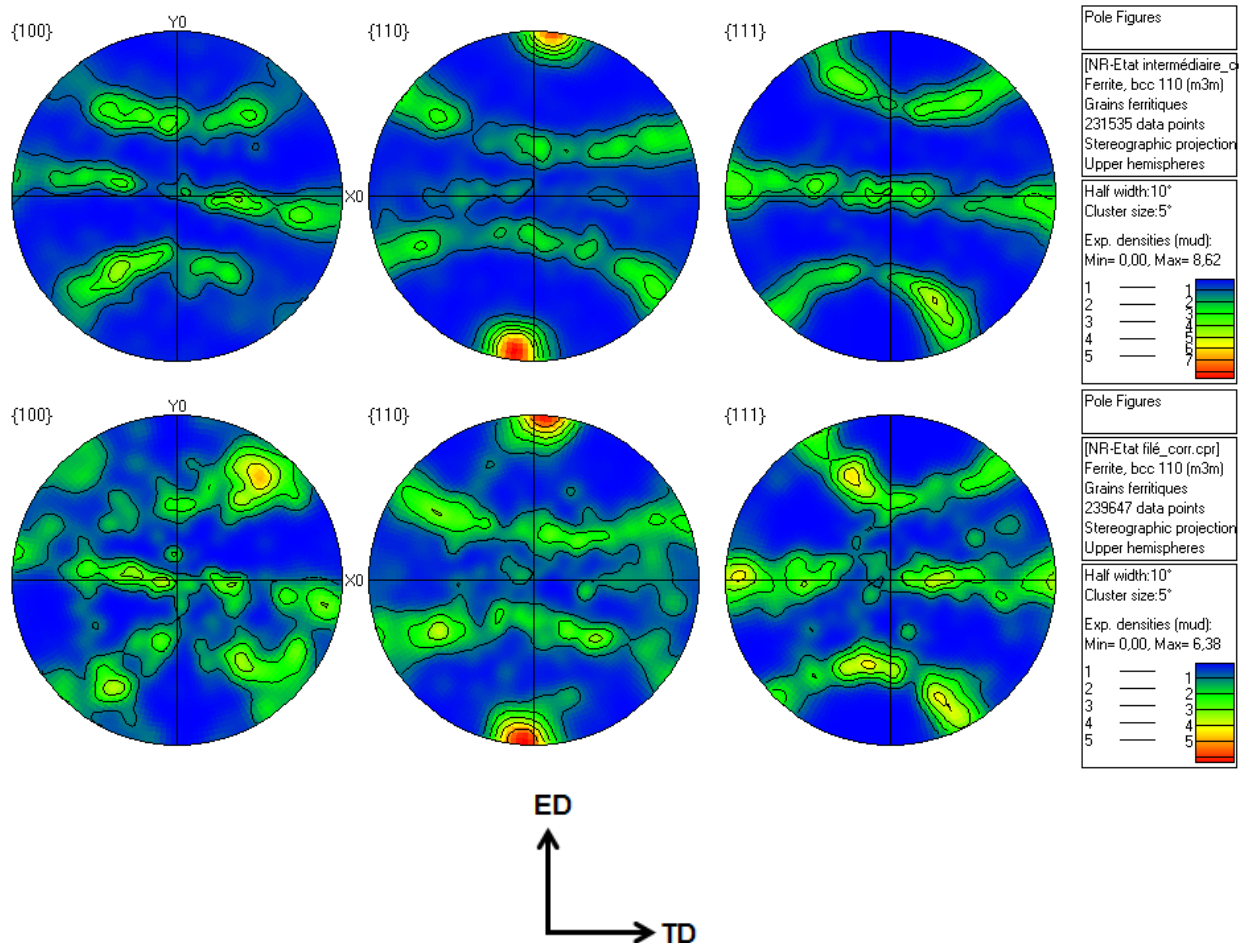 {100}
Y0
{110}
{111}
X0
Pole Figures
[NR-Etat intermédiaire_c
Ferrite, bcc 110 (m3m)
Grains ferritiques
231535 data points
Stereographic projection
Upper hemispheres
Half width:10°
Cluster size:5°
Exp. densities (mud):
Min= 0,00, Max= 8,62
1 1
2 2
3 3
4 4
5 5
6
7
{100}
Y0
{110}
{111}
X0
Pole Figures
[NR-Etat filé_corr.cpr]
Ferrite, bcc 110 (m3m)
Grains ferritiques
239647 data points
Stereographic projection
Upper hemispheres
Half width:10°
Cluster size:5°
Exp. densities (mud):
Min= 0,00, Max= 6,38
1 1
2 2
3 3
4 4
5 5
ED
TD